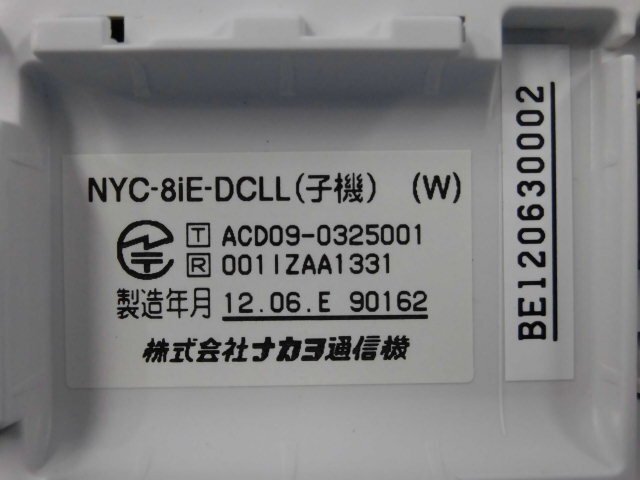 NYC-8iE-DCLL(子機) (W)
T ACD09-0325001
R 001IZAA1331
製造年月 12.06.E 90162
株式会社ナカヨ通信機
BE120630002